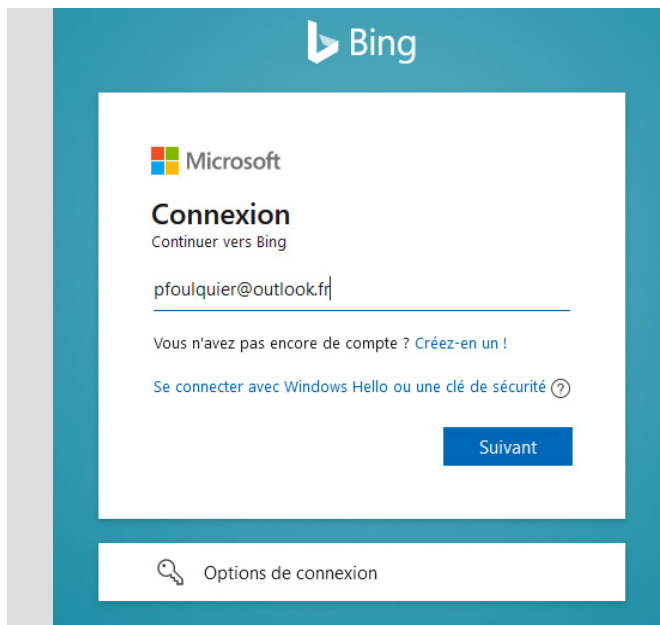 Bing
Microsoft
Connexion
Continuer vers Bing
pfoulquier@outlook.fr
Vous n'avez pas encore de compte ? Créez-en un !
Se connecter avec Windows Hello ou une clé de sécurité ?
Suivant
Options de connexion